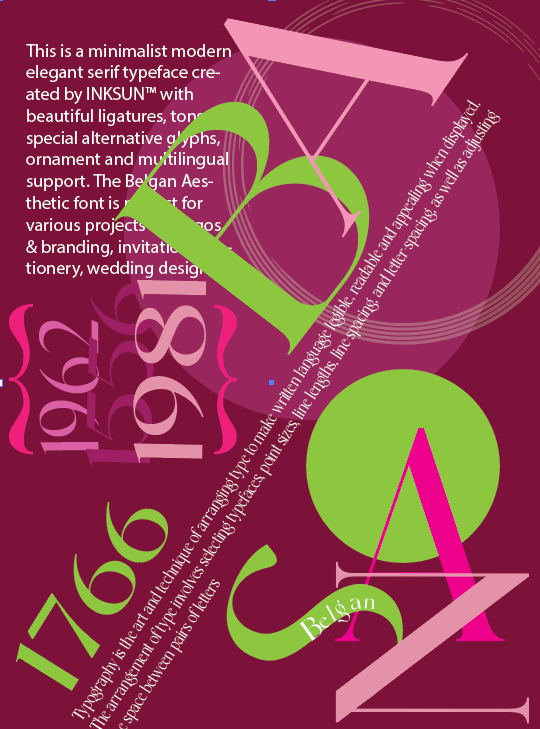 This is a minimalist modern
elegant serif typeface cre-
ated by INKSUN™ with
beautiful ligatures, tons
special alternative glyphs,
ornament and multilingual
support. The Belgan Aes-
thetic font is for
various projects
& branding,
tionery, wedding
A
B
{
1962
1536
1981
}
Typography is the art and technique of arranging type to make written language legible, readable and appealing when displayed.
The arrangement of type involves selecting typefaces, point sizes, line lengths, line-spacing, and letter-spacing, as well as adjusting
e space between pairs of letters
1766
A
S
Belgan
N